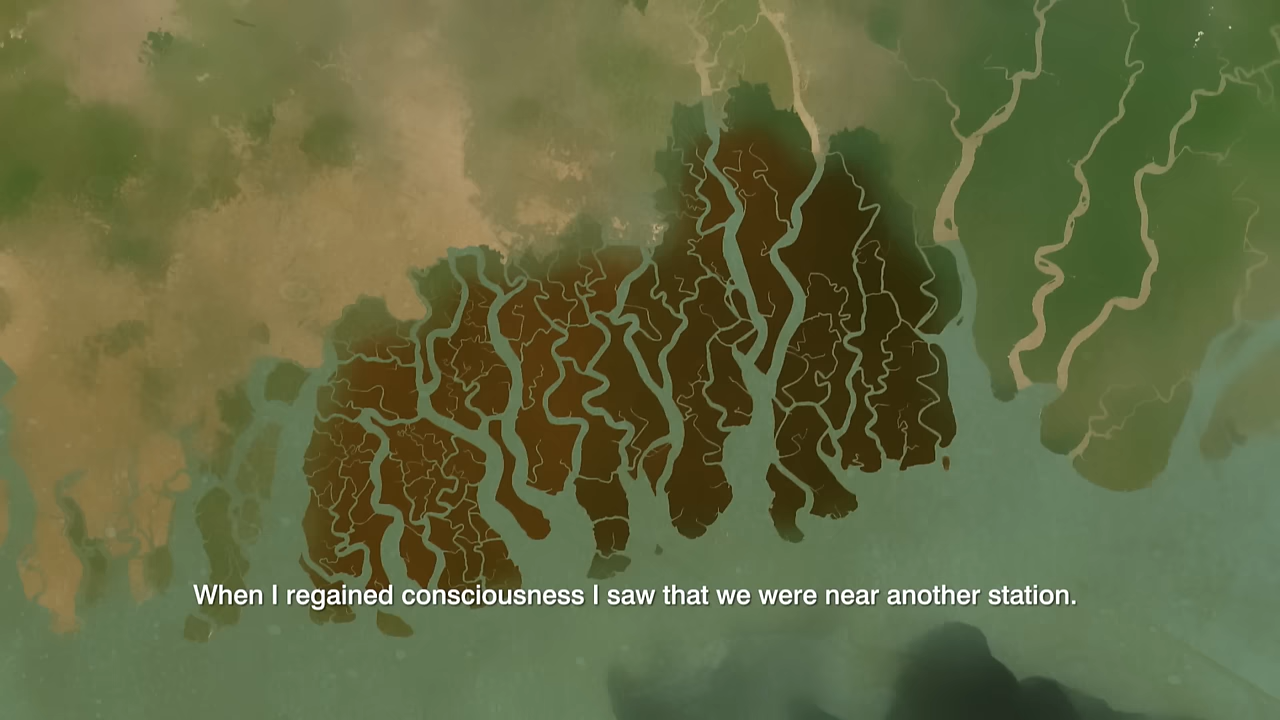 When I regained consciousness I saw that we were near another station.